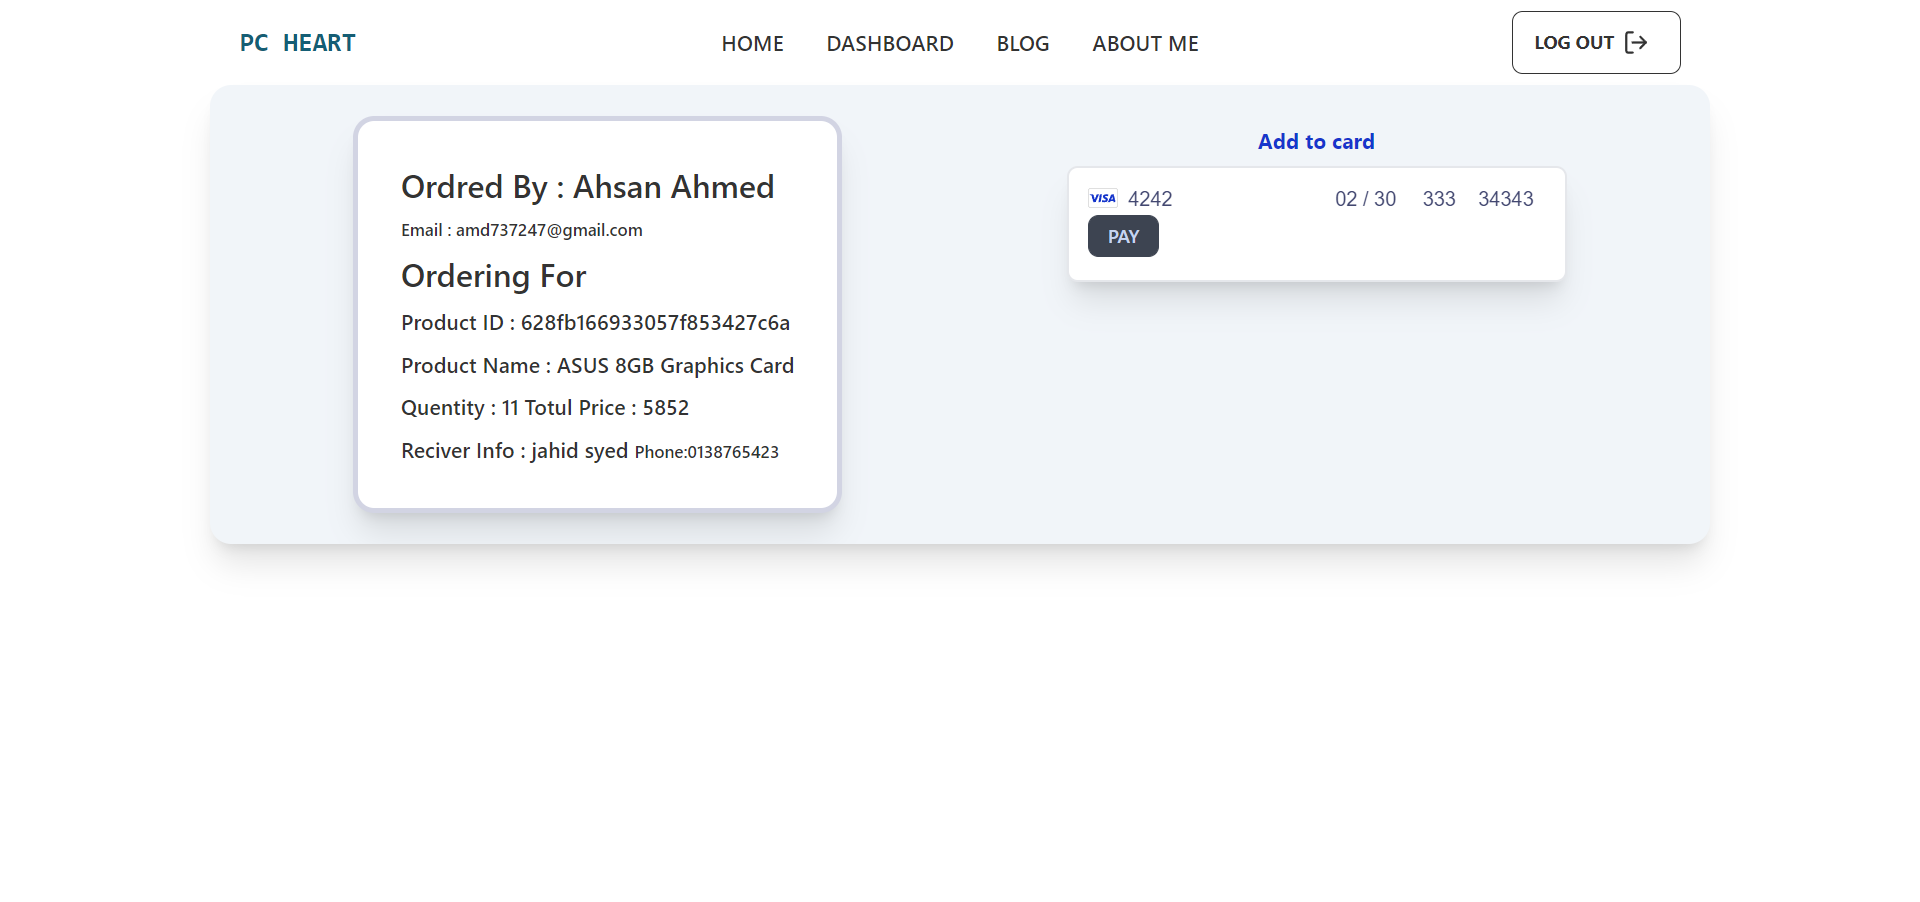 PC HEART
HOME DASHBOARD BLOG ABOUT ME
LOG OUT
Ordred By : Ahsan Ahmed
Email : amd737247@gmail.com
Ordering For
Product ID : 628fb166933057f853427c6a
Product Name : ASUS 8GB Graphics Card
Quentity : 11 Totul Price : 5852
Reciver Info : jahid syed Phone:0138765423
Add to card
VISA 4242 02 / 30 333 34343
PAY